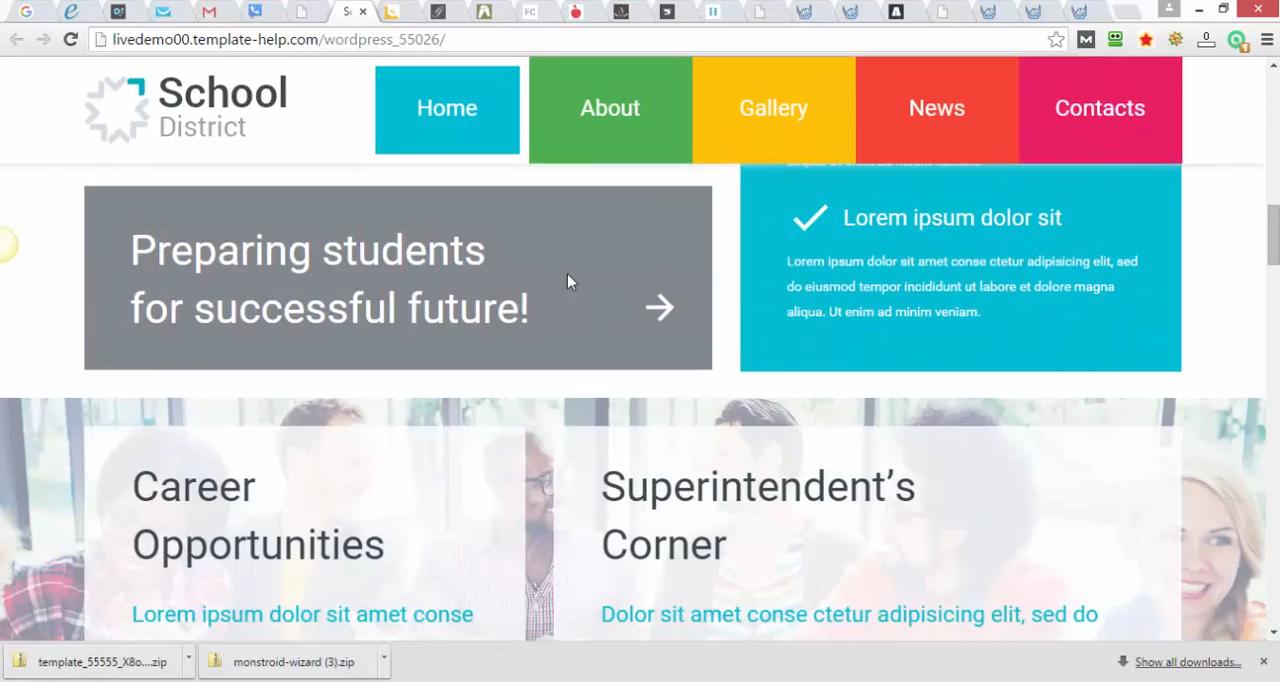 FC
S
livedemo00.template-help.com/wordpress_55026/
M
0
School
District
Home
About
Gallery
News
Contacts
Preparing students
for successful future!
Lorem ipsum dolor sit
Lorem ipsum dolor sit amet conse ctetur adipisicing elit, sed
do eiusmod tempor incididunt ut labore et dolore magna
aliqua. Ut enim ad minim veniam.
Career
Opportunities
Lorem ipsum dolor sit amet conse
Superintendent’s
Corner
Dolor sit amet conse ctetur adipisicing elit, sed do
template_55555_X8o....zip
monstroid-wizard (3).zip
Show all downloads...